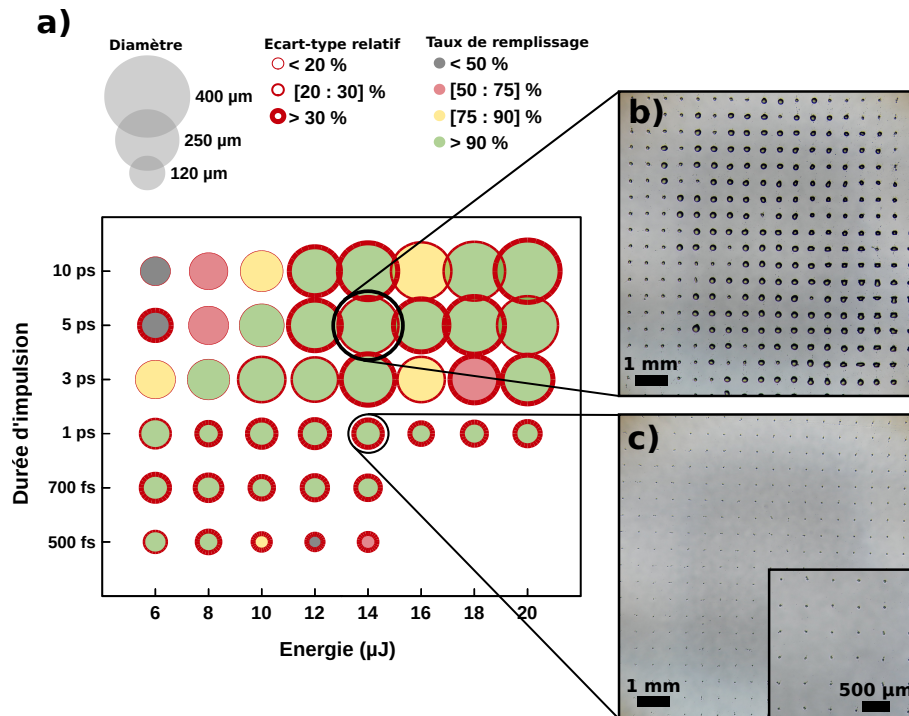 a)
Diamètre
400 µm
250 µm
120 µm
Ecart-type relatif
< 20 %
[20 : 30] %
> 30 %
Taux de remplissage
< 50 %
[50 : 75] %
[75 : 90] %
> 90 %
Durée d'impulsion
10 ps
5 ps
3 ps
1 ps
700 fs
500 fs
6 8 10 12 14 16 18 20
Energie (µJ)
b)
1 mm
c)
1 mm
500 µm